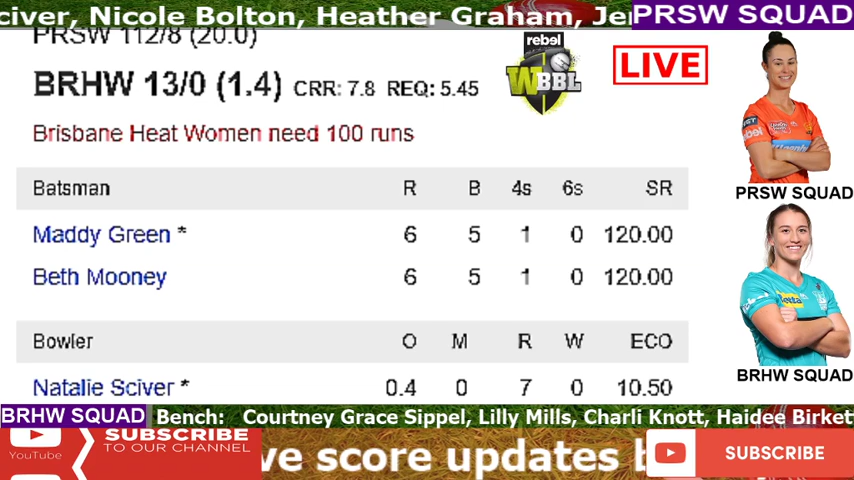 sciver, Nicole Bolton, Heather Graham, Je
PRSW SQUAD
PRSW 112/8 (20.0)
BRHW 13/0 (1.4) CRR: 7.8 REQ: 5.45
rebel
WBBL
LIVE
Brisbane Heat Women need 100 runs
Batsman R B 4s 6s SR
Maddy Green * 6 5 1 0 120.00
Beth Mooney 6 5 1 0 120.00
Bowler O M R W ECO
Natalie Sciver * 0.4 0 7 0 10.50
PRSW SQUAD
BRHW SQUAD
BRHW SQUAD Bench: Courtney Grace Sippel, Lilly Mills, Charli Knott, Haidee Birket
YouTube
SUBSCRIBE
TO OUR CHANNEL
ve score updates b
SUBSCRIBE